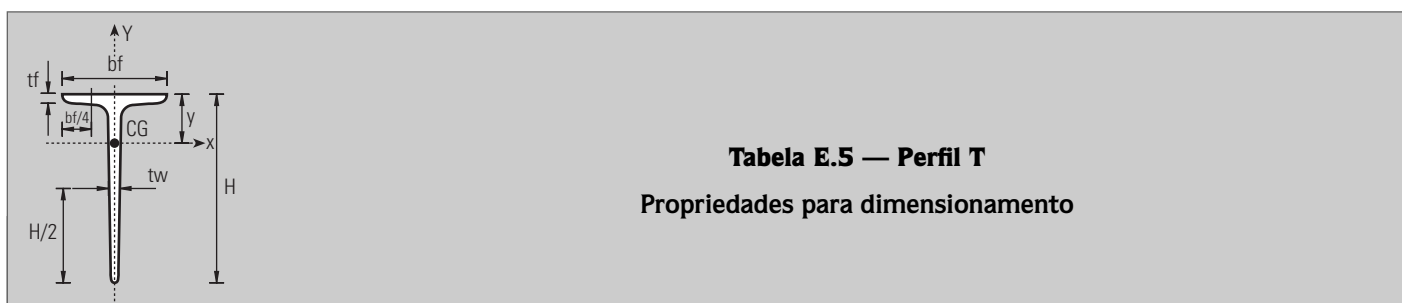 Y
bf
tf
bf/4
y
CG
x
tw
H
H/2
Tabela E.5 — Perfil T
Propriedades para dimensionamento